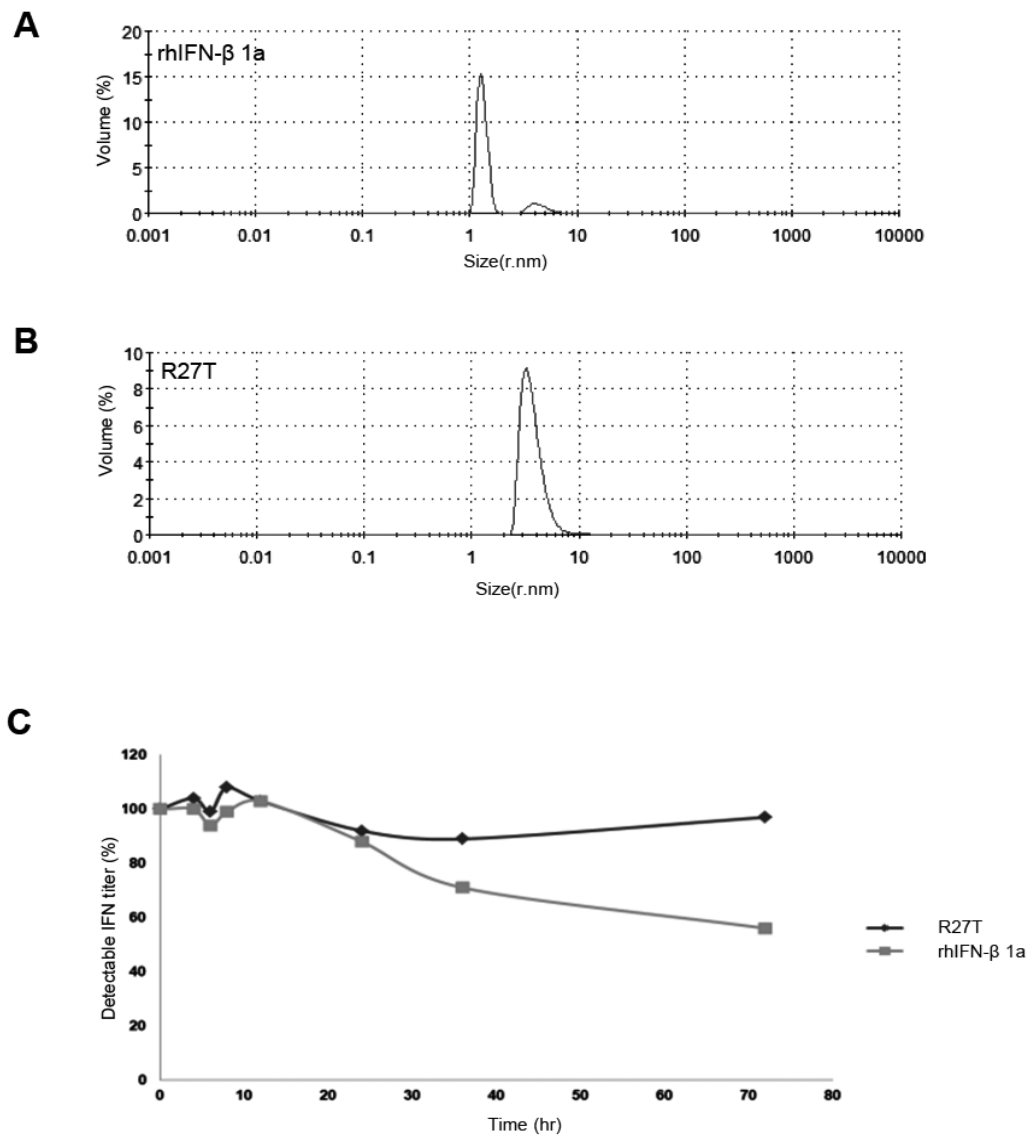 A
rhIFN-β 1a
Volume (%)
20
15
10
5
0
0.001 0.01 0.1 1 10 100 1000 10000
Size(r.nm)
B
R27T
Volume (%)
10
8
6
4
2
0
0.001 0.01 0.1 1 10 100 1000 10000
Size(r.nm)
C
Detectable IFN titer (%)
120
100
80
60
40
20
0
0 10 20 30 40 50 60 70 80
Time (hr)
R27T
rhIFN-β 1a